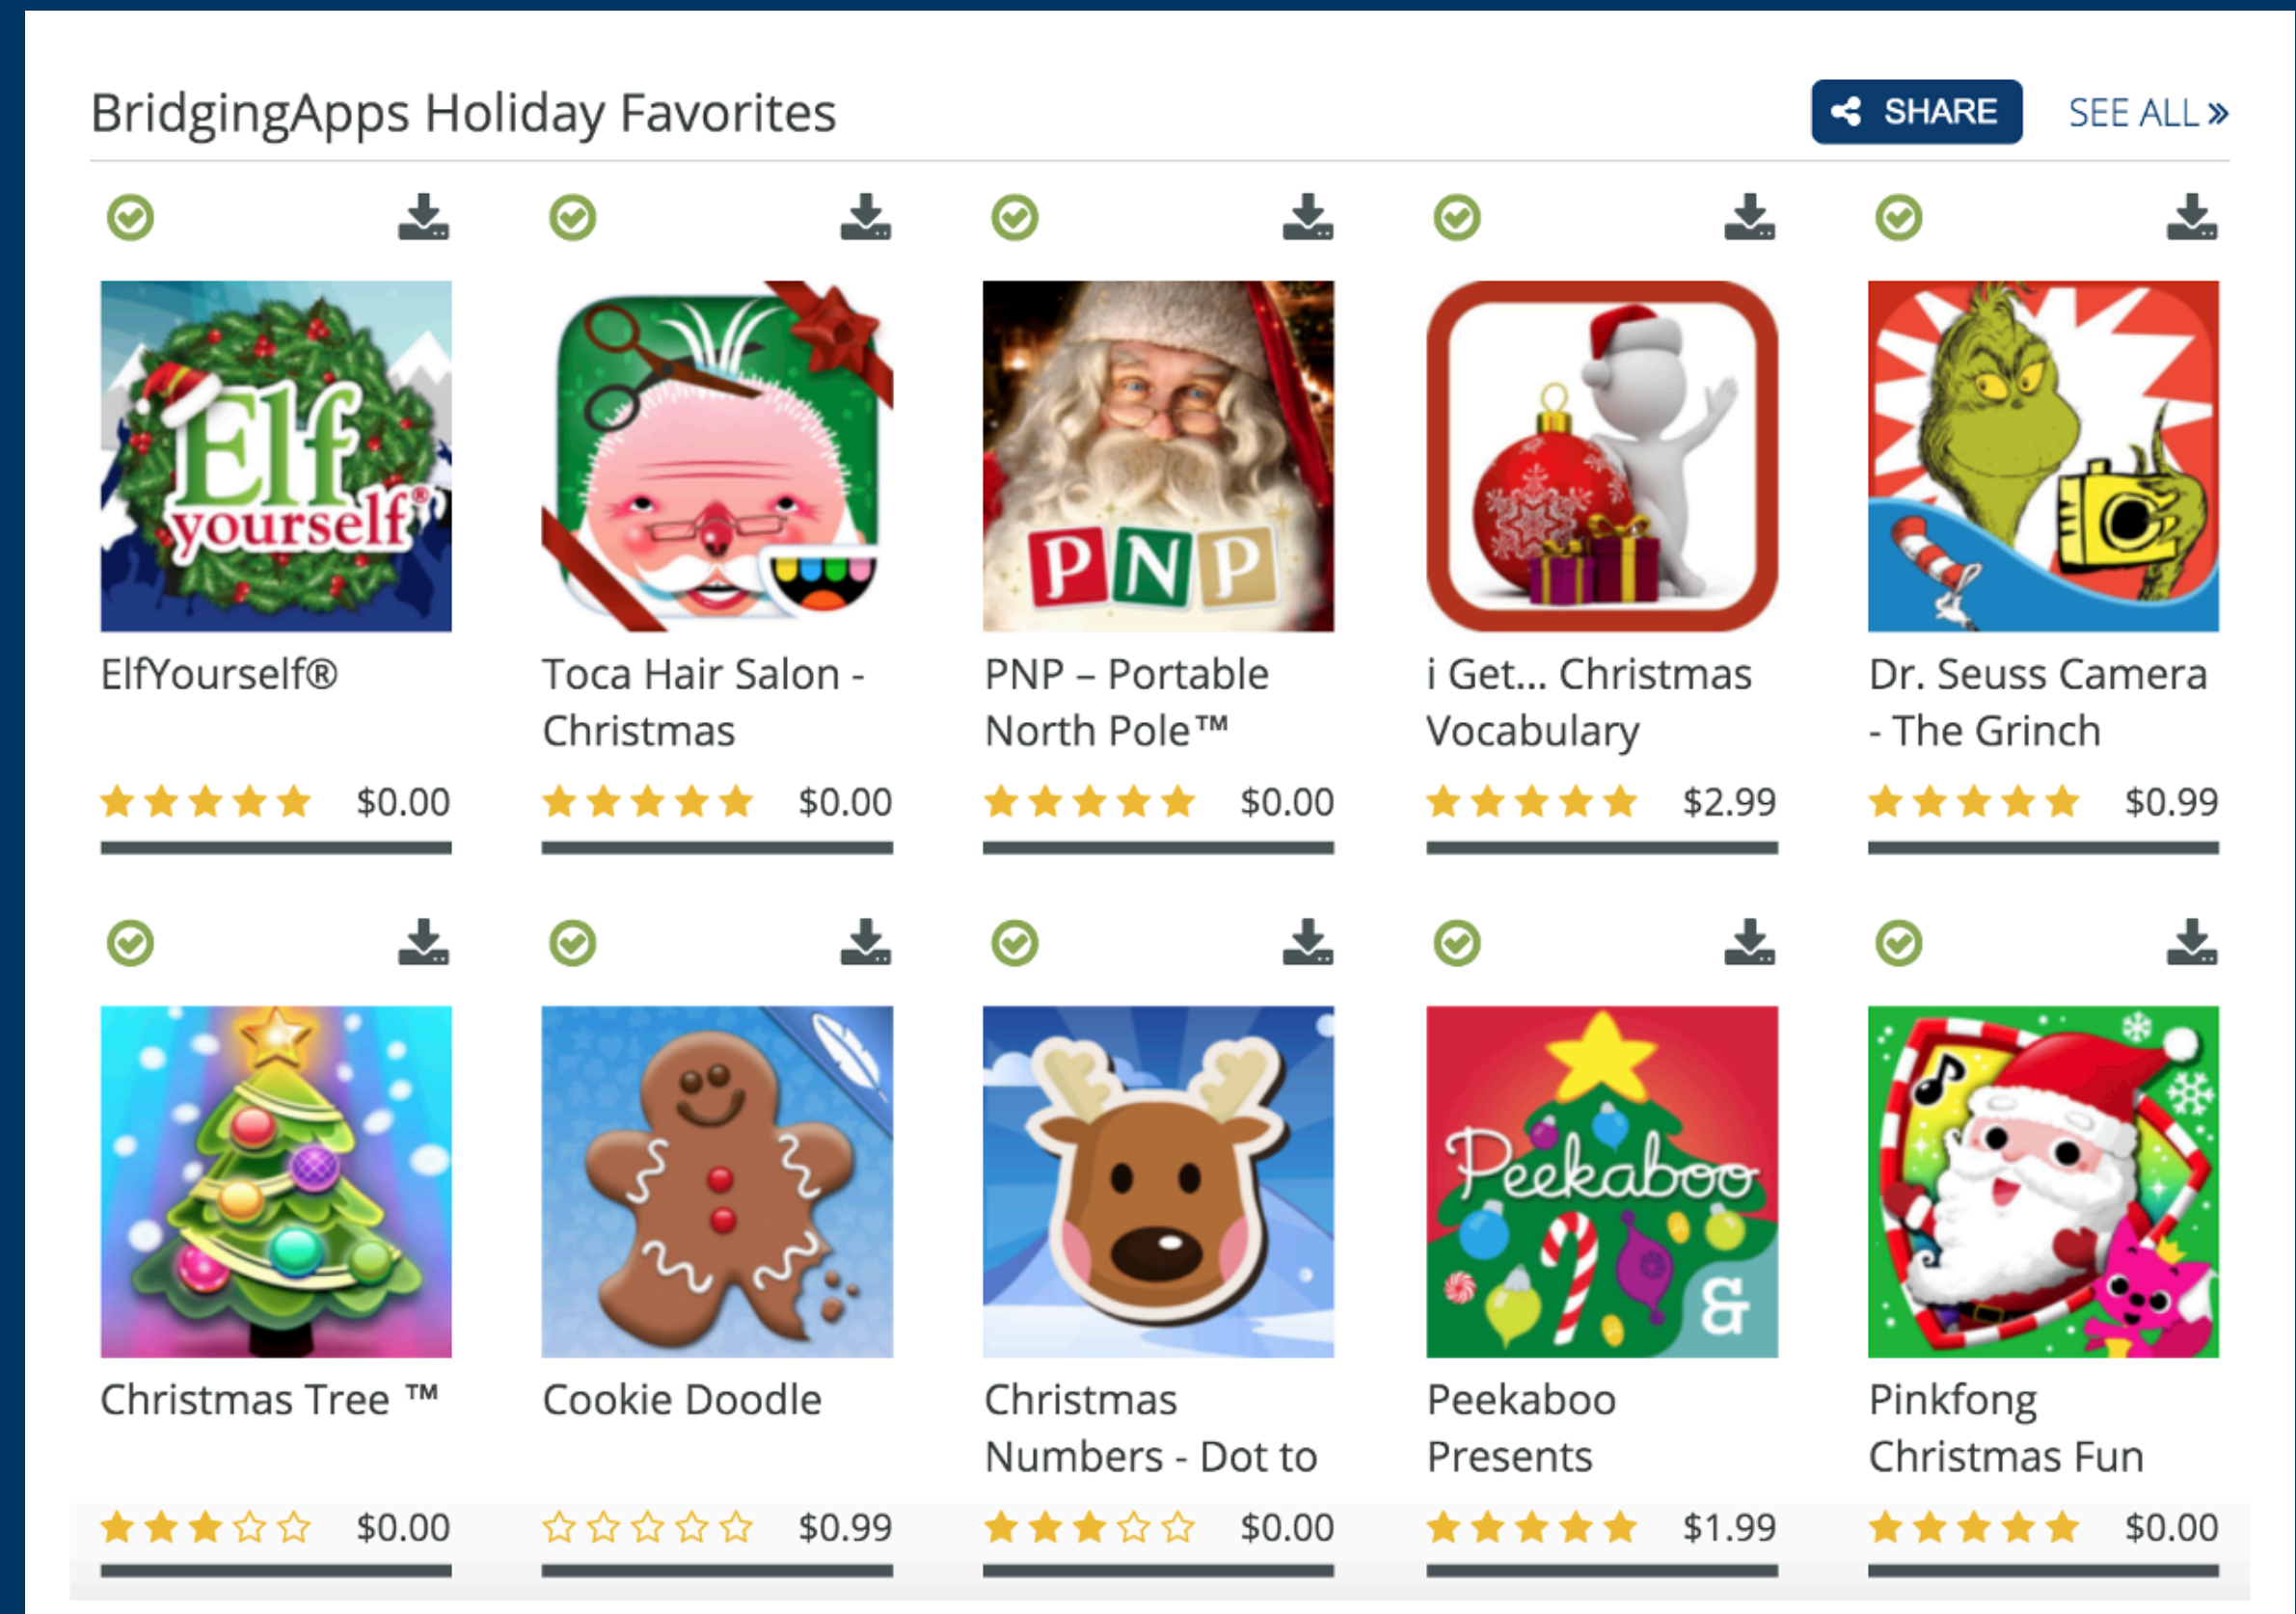 BridgingApps Holiday Favorites
SHARE
SEE ALL »
Elf
yourself®
PNP
ElfYourself®
Toca Hair Salon -
Christmas
PNP – Portable
North Pole™
i Get... Christmas
Vocabulary
Dr. Seuss Camera
- The Grinch
$0.00
$0.00
$0.00
$2.99
$0.99
Peekaboo
&
Christmas Tree ™
Cookie Doodle
Christmas
Numbers - Dot to
Peekaboo
Presents
Pinkfong
Christmas Fun
$0.00
$0.99
$0.00
$1.99
$0.00